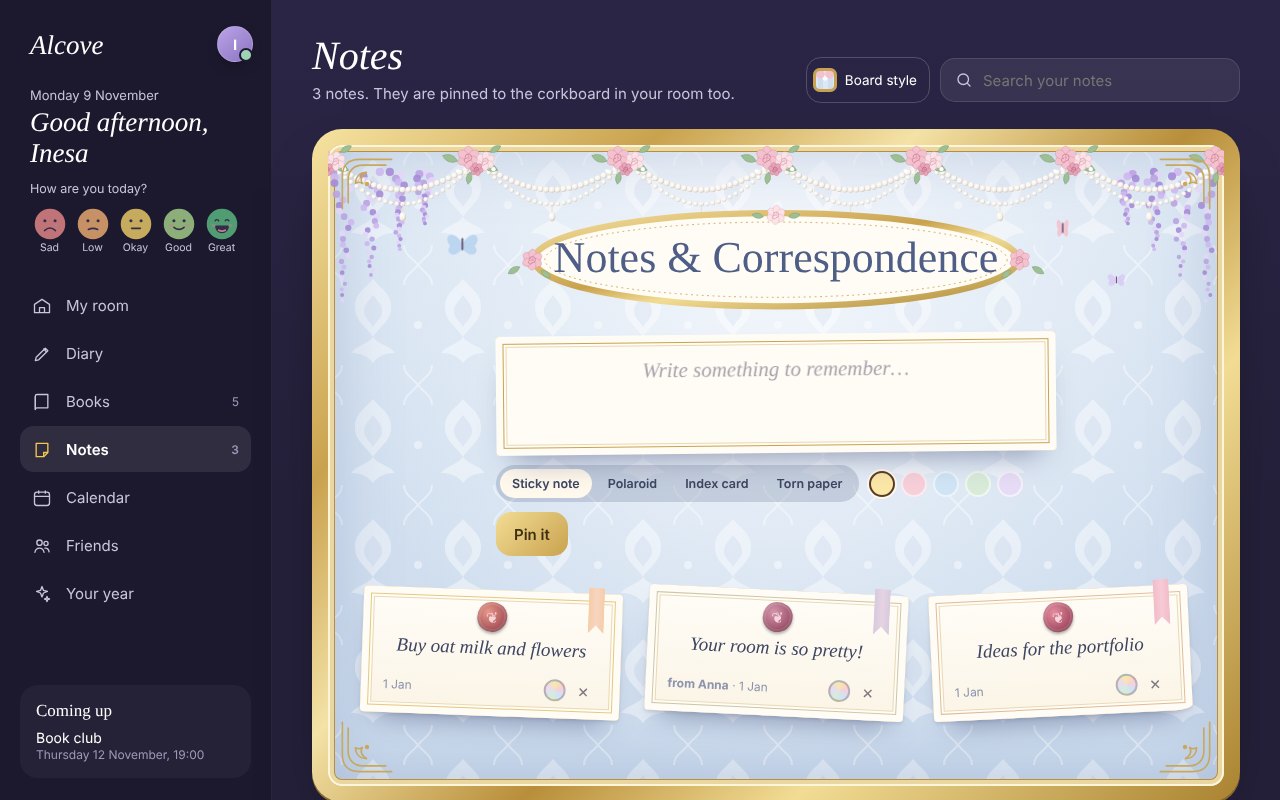 Alcove
I
Monday 9 November
Good afternoon,
Inesa
How are you today?
Sad Low Okay Good Great
My room
Diary
Books 5
Notes 3
Calendar
Friends
Your year
Coming up
Book club
Thursday 12 November, 19:00
Notes
3 notes. They are pinned to the corkboard in your room too.
Board style
Search your notes
Notes & Correspondence
Write something to remember…
Sticky note Polaroid Index card Torn paper
Pin it
Buy oat milk and flowers
1 Jan
Your room is so pretty!
from Anna · 1 Jan
Ideas for the portfolio
1 Jan